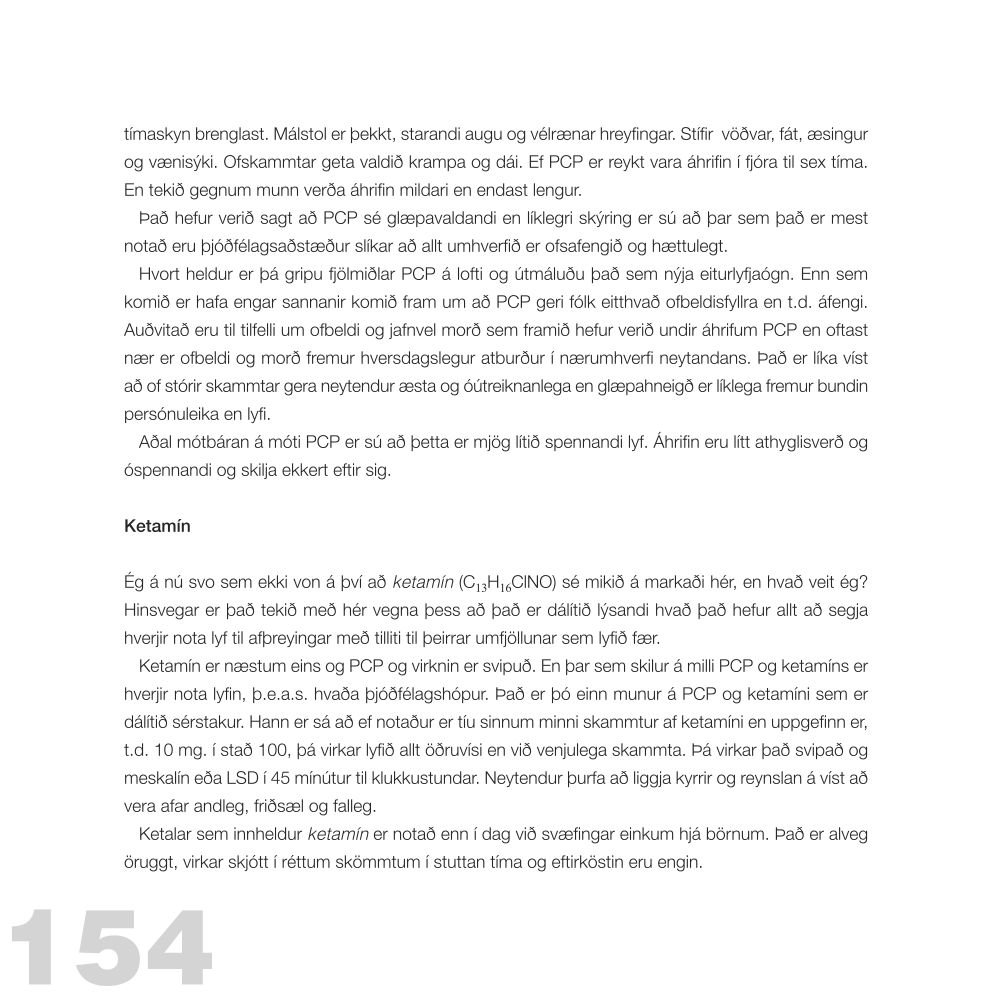 tímaskyn brenglast. Málstol er þekkt, starandi augu og vélrænar hreyfingar. Stífir  vöðvar, fát, æsingur
og vænisýki. Ofskammtar geta valdið krampa og dái. Ef PCP er reykt vara áhrifin í fjóra til sex tíma.
En tekið gegnum munn verða áhrifin mildari en endast lengur.
Það hefur verið sagt að PCP sé glæpavaldandi en líklegri skýring er sú að þar sem það er mest
notað eru þjóðfélagsaðstæður slíkar að allt umhverfið er ofsafengið og hættulegt.
Hvort heldur er þá gripu fjölmiðlar PCP á lofti og útmáluðu það sem nýja eiturlyfjaógn. Enn sem
komið er hafa engar sannanir komið fram um að PCP geri fólk eitthvað ofbeldisfyllra en t.d. áfengi.
Auðvitað eru til tilfelli um ofbeldi og jafnvel morð sem framið hefur verið undir áhrifum PCP en oftast
nær er ofbeldi og morð fremur hversdagslegur atburður í nærumhverfi neytandans. Það er líka víst
að of stórir skammtar gera neytendur æsta og óútreiknanlega en glæpahneigð er líklega fremur bundin
persónuleika en lyfi.
Aðal mótbáran á móti PCP er sú að þetta er mjög lítið spennandi lyf. Áhrifin eru lítt athyglisverð og
óspennandi og skilja ekkert eftir sig.
Ketamín
Ég á nú svo sem ekki von á því að ketamín (C₁₃H₁₆ClNO) sé mikið á markaði hér, en hvað veit ég?
Hinsvegar er það tekið með hér vegna þess að það er dálítið lýsandi hvað það hefur allt að segja
hverjir nota lyf til afþreyingar með tilliti til þeirrar umfjöllunar sem lyfið fær.
Ketamín er næstum eins og PCP og virknin er svipuð. En þar sem skilur á milli PCP og ketamíns er
hverjir nota lyfin, þ.e.a.s. hvaða þjóðfélagshópur. Það er þó einn munur á PCP og ketamíni sem er
dálítið sérstakur. Hann er sá að ef notaður er tíu sinnum minni skammtur af ketamíni en uppgefinn er,
t.d. 10 mg. í stað 100, þá virkar lyfið allt öðruvísi en við venjulega skammta. Þá virkar það svipað og
meskalín eða LSD í 45 mínútur til klukkustundar. Neytendur þurfa að liggja kyrrir og reynslan á víst að
vera afar andleg, friðsæl og falleg.
Ketalar sem innheldur ketamín er notað enn í dag við svæfingar einkum hjá börnum. Það er alveg
öruggt, virkar skjótt í réttum skömmtum í stuttan tíma og eftirköstin eru engin.
154